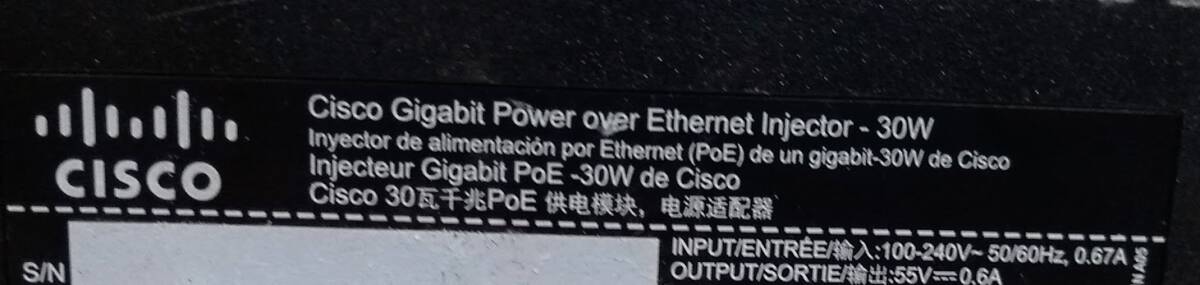 CISCO
Cisco Gigabit Power over Ethernet Injector - 30W
Inyector de alimentación por Ethernet (PoE) de un gigabit-30W de Cisco
Injecteur Gigabit PoE -30W de Cisco
Cisco 30瓦千兆PoE 供电模块, 电源适配器
S/N
INPUT/ENTRÉE/输入:100-240V~ 50/60Hz, 0.67A
OUTPUT/SORTIE/输出:55V⎓0.6A
NA05